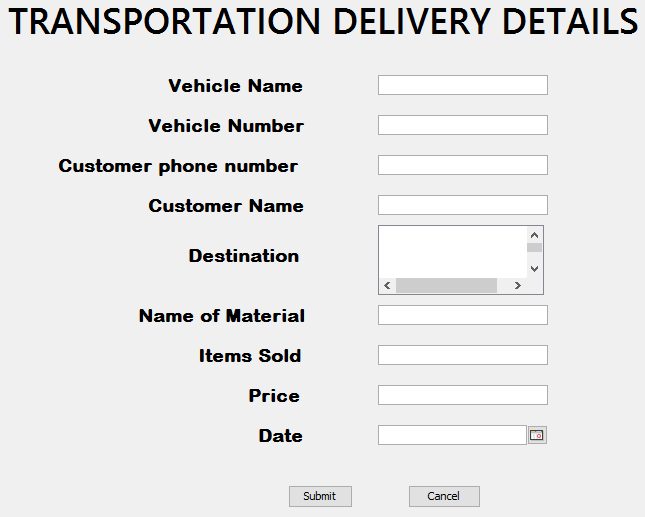 TRANSPORTATION DELIVERY DETAILS
Vehicle Name
Vehicle Number
Customer phone number
Customer Name
Destination
Name of Material
Items Sold
Price
Date
Submit Cancel